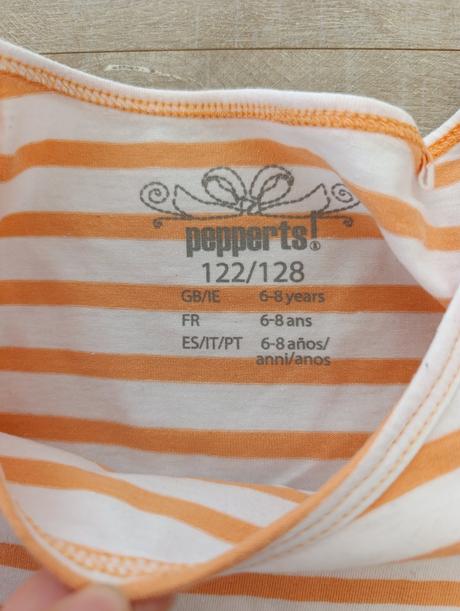 pepperts!®
122/128
GB/IE 6-8 years
FR 6-8 ans
ES/IT/PT 6-8 años/
anni/anos